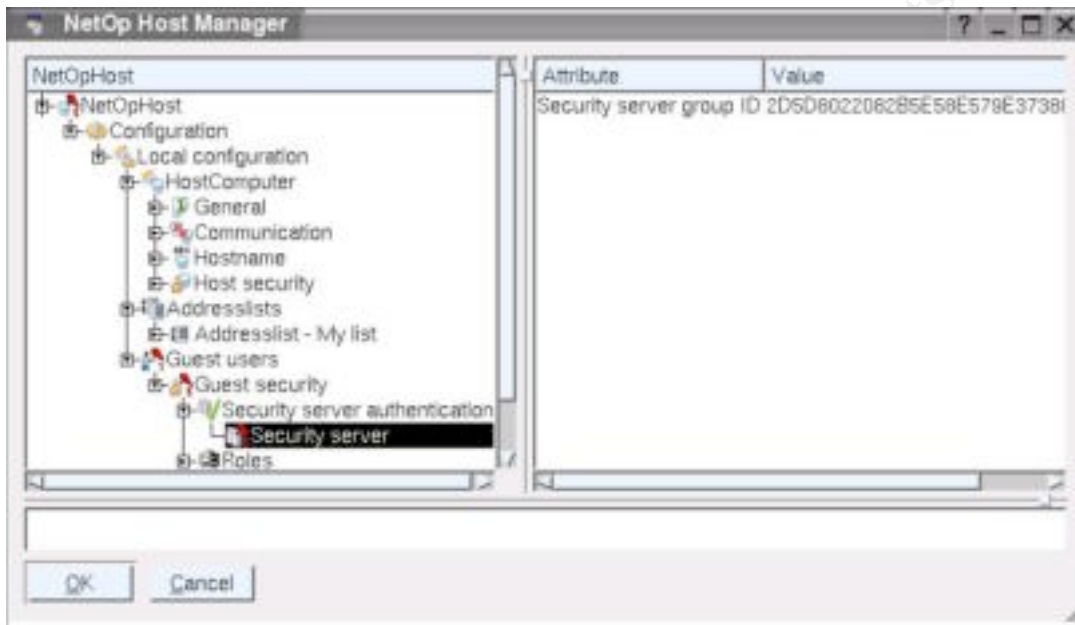 NetOp Host Manager
NetOpHost
NetOpHost
Configuration
Local configuration
HostComputer
General
Communication
Hostname
Host security
Addresslists
Addresslist - My list
Guest users
Guest security
Security server authentication
Security server
Roles
Attribute Value
Security server group ID
OK Cancel